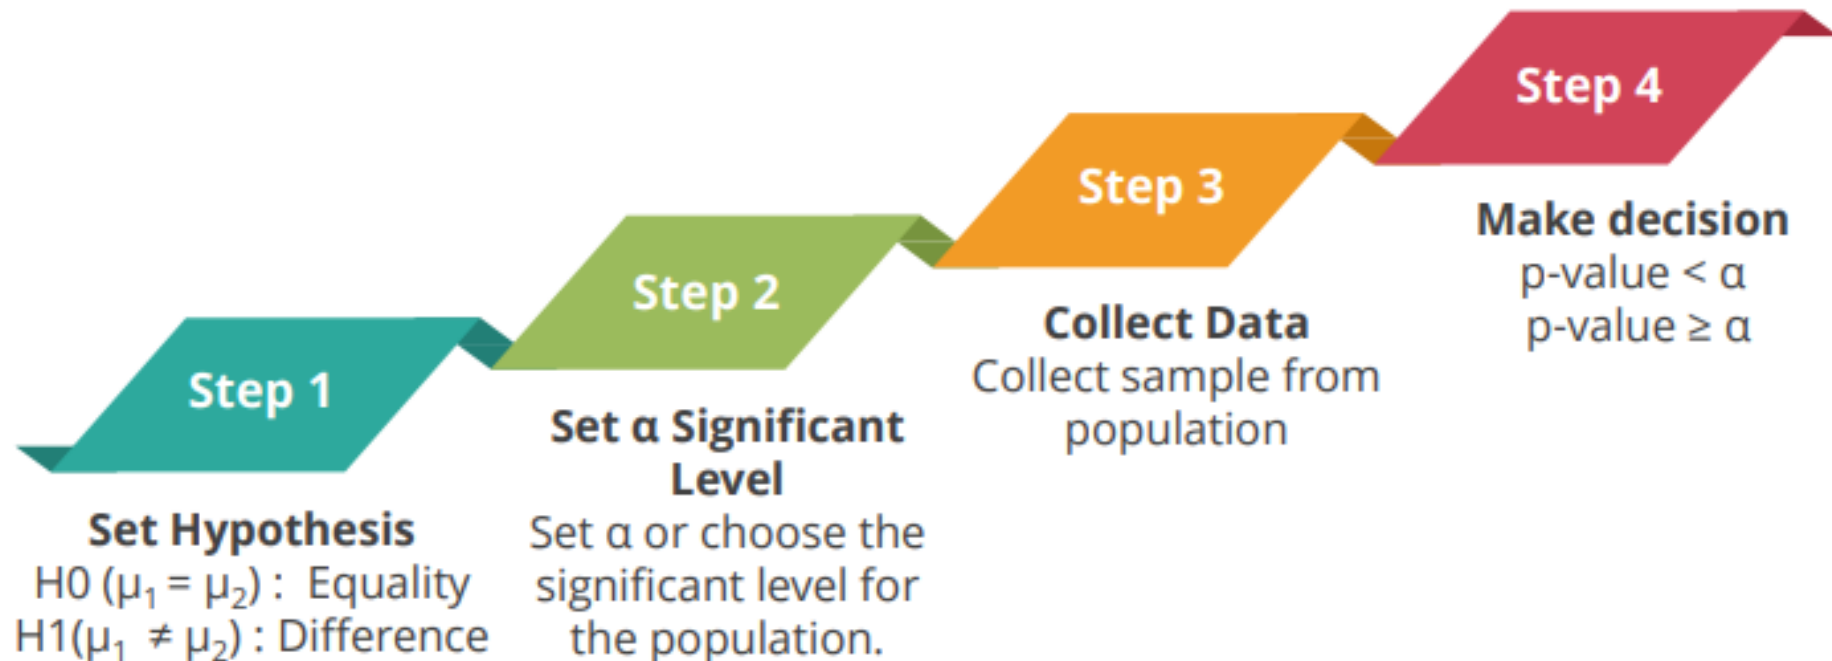 Step 1
Set Hypothesis
H0 (μ₁ = μ₂) : Equality
H1(μ₁ ≠ μ₂) : Difference
Step 2
Set α Significant
Level
Set α or choose the
significant level for
the population.
Step 3
Collect Data
Collect sample from
population
Step 4
Make decision
p-value < α
p-value ≥ α